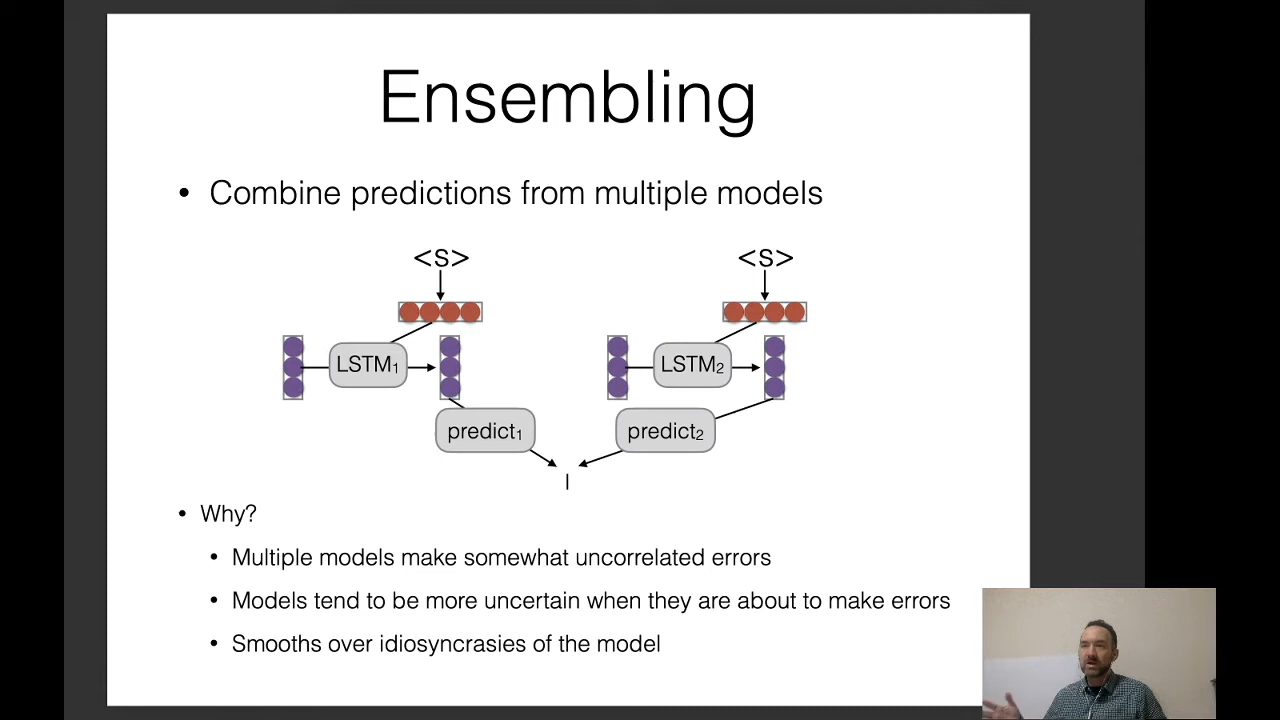 Ensembling
• Combine predictions from multiple models
<s> <s>
LSTM₁ LSTM₂
predict₁ predict₂
I
• Why?
• Multiple models make somewhat uncorrelated errors
• Models tend to be more uncertain when they are about to make errors
• Smooths over idiosyncrasies of the model